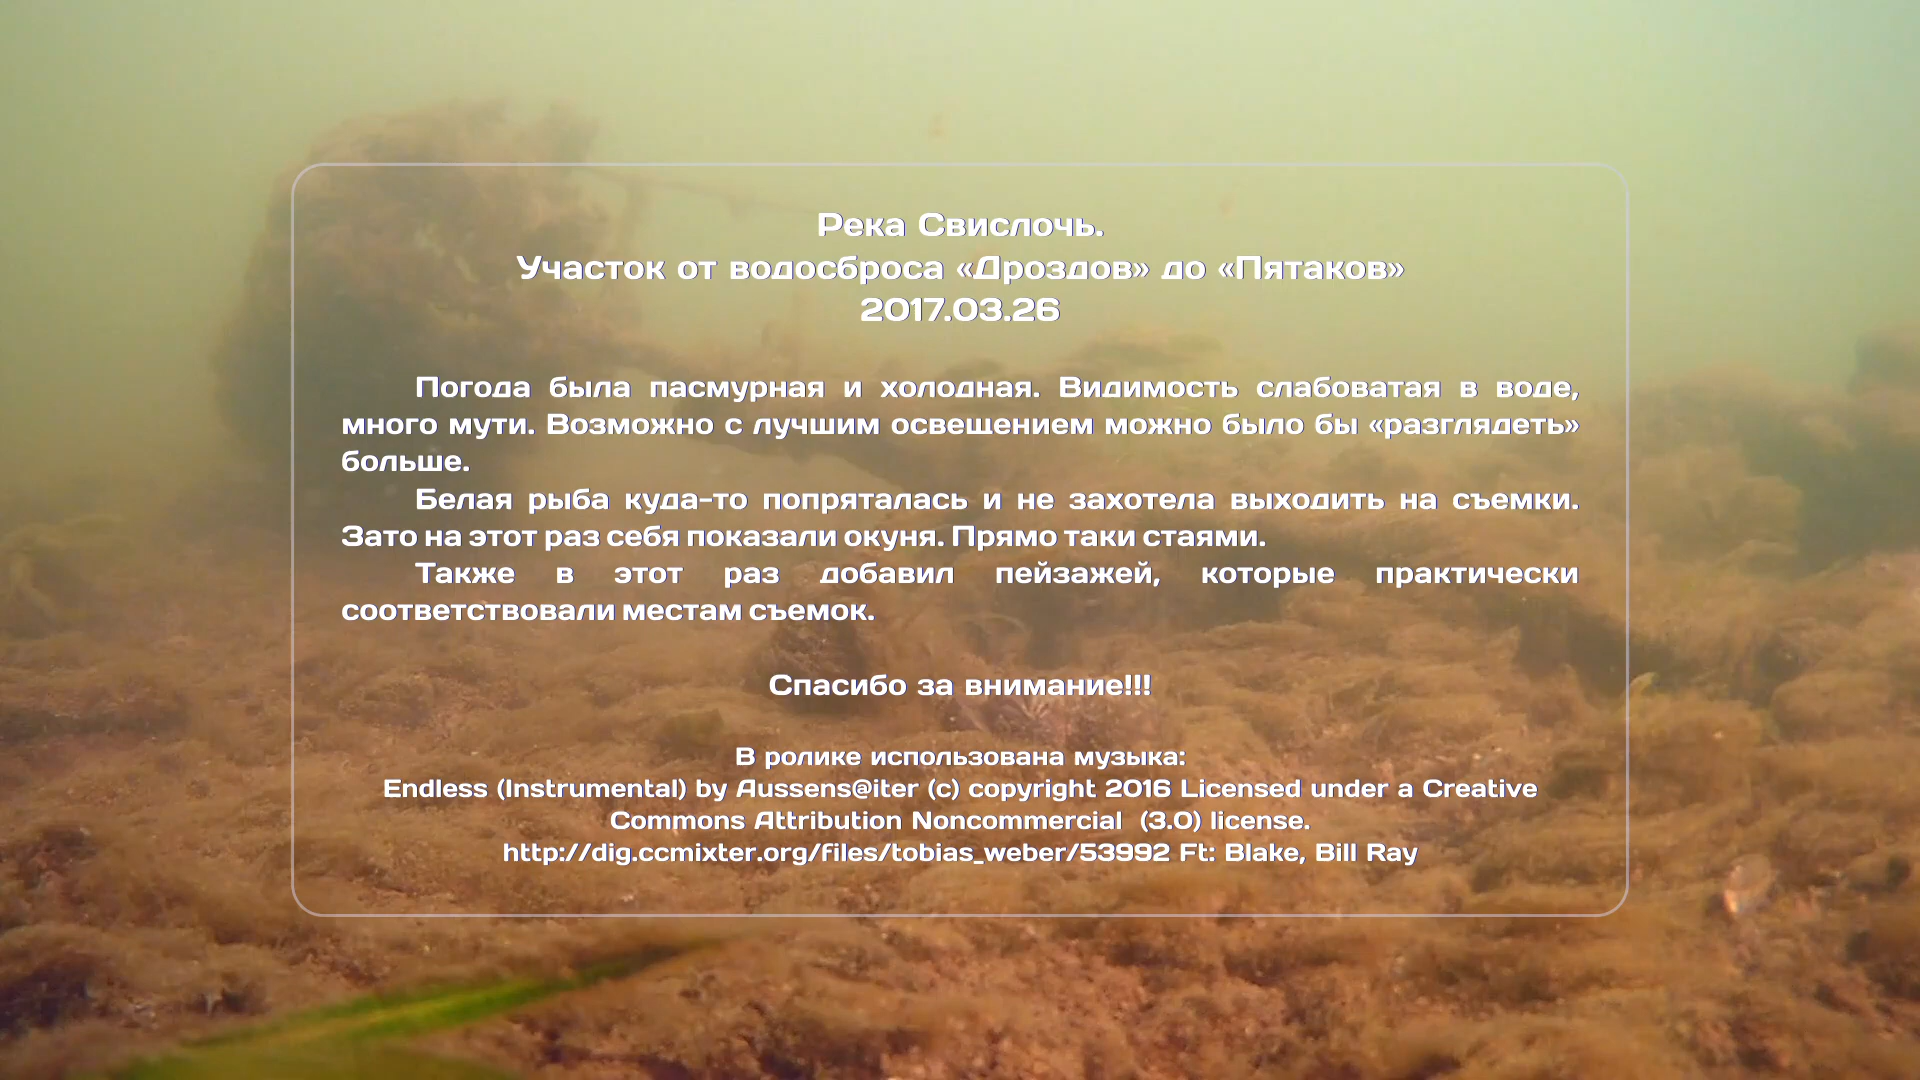 Река Свислочь.
Участок от водосброса «Дроздов» до «Пятаков»
2017.03.26
Погода была пасмурная и холодная. Видимость слабоватая в воде,
много мути. Возможно с лучшим освещением можно было бы «разглядеть»
больше.
Белая рыба куда-то попряталась и не захотела выходить на съемки.
Зато на этот раз себя показали окуня. Прямо таки стаями.
Также в этот раз добавил пейзажей, которые практически
соответствовали местам съемок.
Спасибо за внимание!!!
В ролике использована музыка:
Endless (Instrumental) by Aussens@iter (c) copyright 2016 Licensed under a Creative
Commons Attribution Noncommercial (3.0) license.
http://dig.ccmixter.org/files/tobias_weber/53992 Ft: Blake, Bill Ray